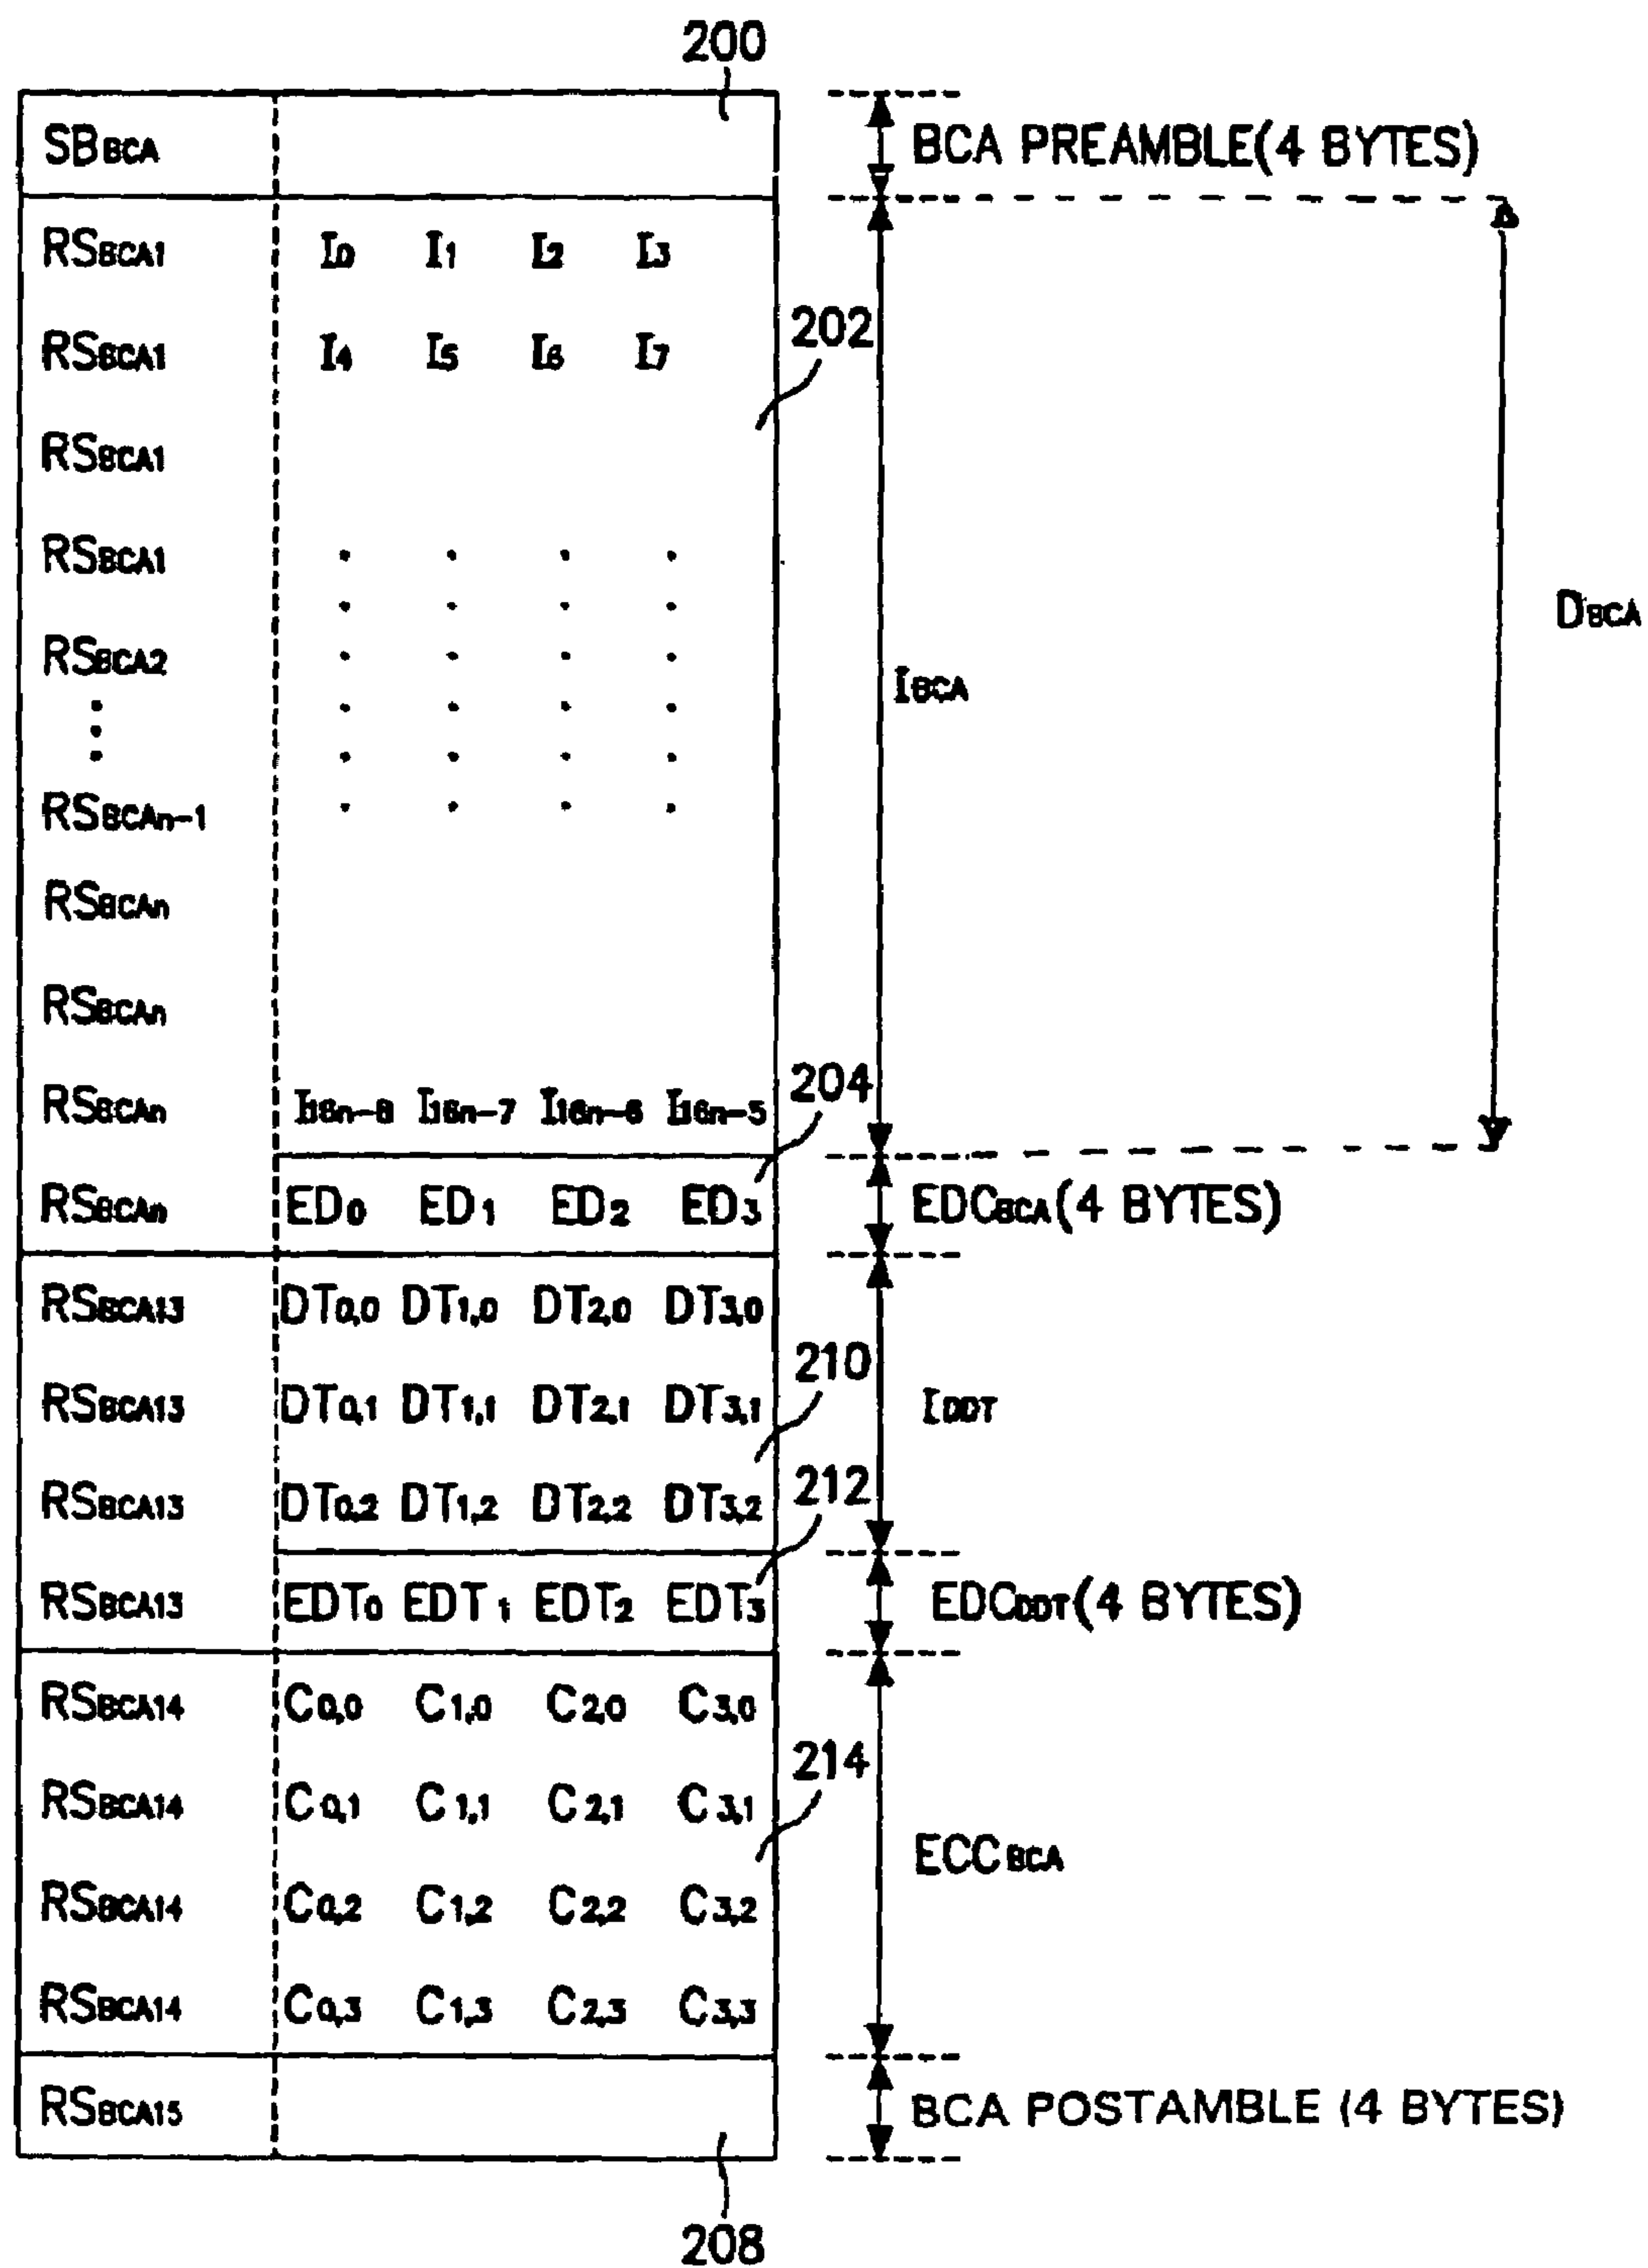 200
SBBCA BCA PREAMBLE(4 BYTES)
RSBCA1 I0 I1 I2 I3
202
RSBCA1 I4 I5 I6 I7
RSBCA1
RSBCA1 . . . .
. . . .
DBCA
RSBCA2 . . . .
IBCA
. . . .
. . . .
RSBCAn-1 . . . .
RSBCAn
RSBCAn
204
RSBCAn I16n-8 I16n-7 I16n-6 I16n-5
RSBCAn ED0 ED1 ED2 ED3 EDCBCA(4 BYTES)
RSBCA13 DT0,0 DT1,0 DT2,0 DT3,0
210
RSBCA13 DT0,1 DT1,1 DT2,1 DT3,1 IDDT
212
RSBCA13 DT0,2 DT1,2 DT2,2 DT3,2
RSBCA13 EDT0 EDT1 EDT2 EDT3 EDCDDT(4 BYTES)
RSBCA14 C0,0 C1,0 C2,0 C3,0
214
RSBCA14 C0,1 C1,1 C2,1 C3,1
ECCBCA
RSBCA14 C0,2 C1,2 C2,2 C3,2
RSBCA14 C0,3 C1,3 C2,3 C3,3
RSBCA15 BCA POSTAMBLE (4 BYTES)
208